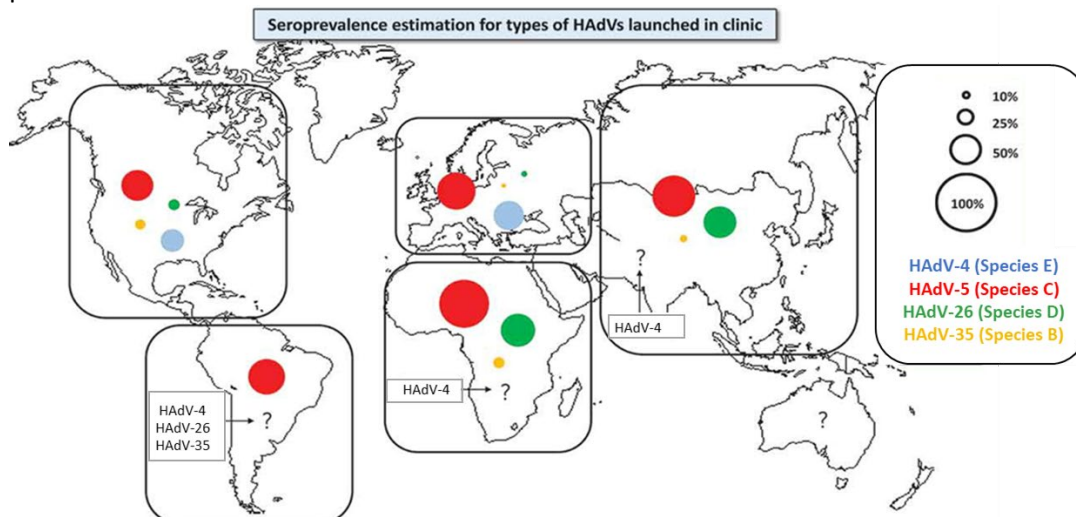 Seroprevalence estimation for types of HAdVs launched in clinic
10%
25%
50%
100%
HAdV-4 (Species E)
HAdV-5 (Species C)
HAdV-26 (Species D)
HAdV-35 (Species B)
?
HAdV-4
HAdV-4
?
HAdV-4
HAdV-26
HAdV-35
?
?